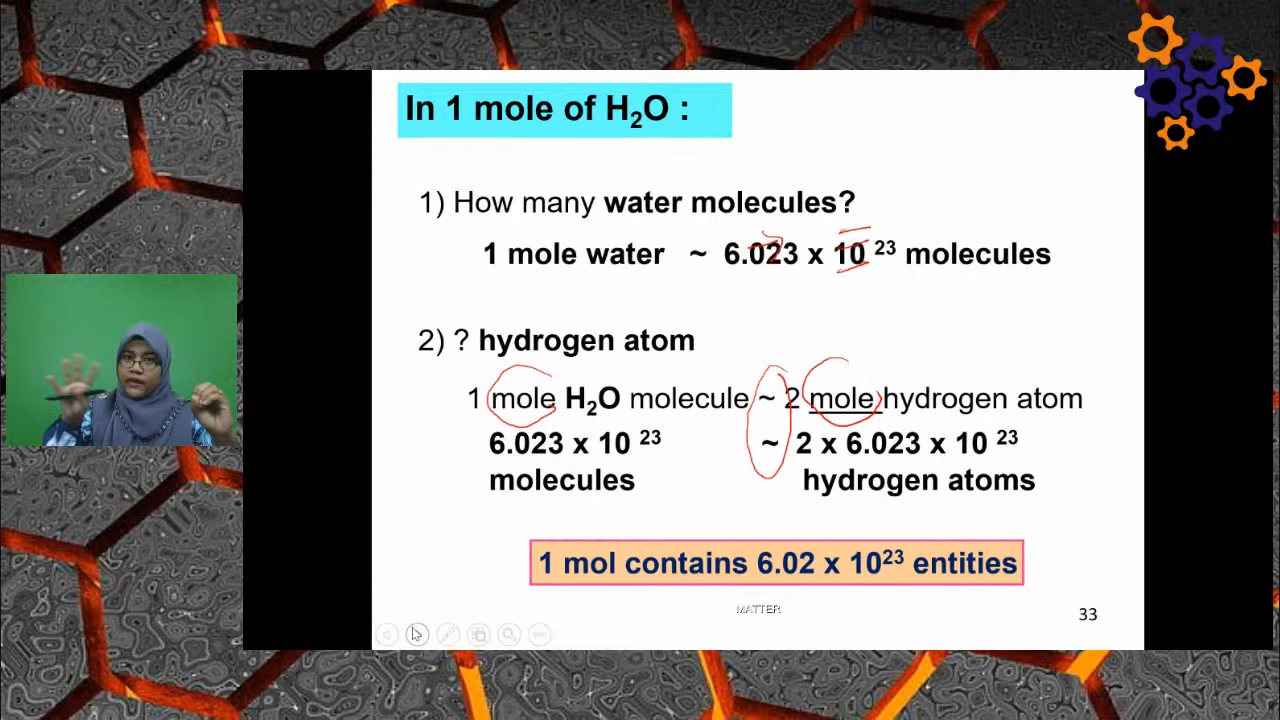 In 1 mole of H₂O :
1) How many water molecules?
1 mole water ~ 6.023 x 10 ²³ molecules
2) ? hydrogen atom
1 mole H₂O molecule ~ 2 mole hydrogen atom
6.023 x 10 ²³ ~ 2 x 6.023 x 10 ²³
molecules hydrogen atoms
1 mol contains 6.02 x 10²³ entities
MATTER
33